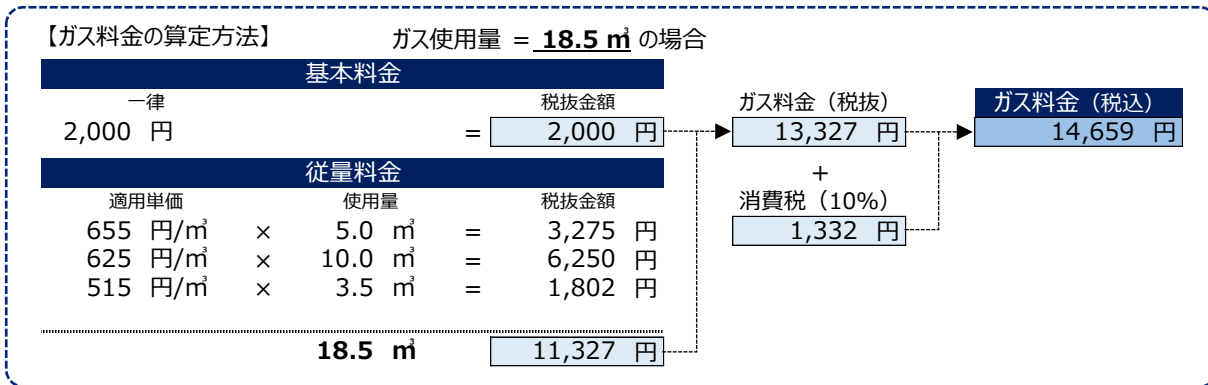 【ガス料金の算定方法】 ガス使用量 = 18.5 ㎥ の場合
基本料金
一律 税抜金額
2,000 円 = 2,000 円
従量料金
適用単価 使用量 税抜金額
655 円/㎥ × 5.0 ㎥ = 3,275 円
625 円/㎥ × 10.0 ㎥ = 6,250 円
515 円/㎥ × 3.5 ㎥ = 1,802 円
18.5 ㎥ 11,327 円
ガス料金（税抜）
13,327 円
+
消費税（10%）
1,332 円
ガス料金（税込）
14,659 円